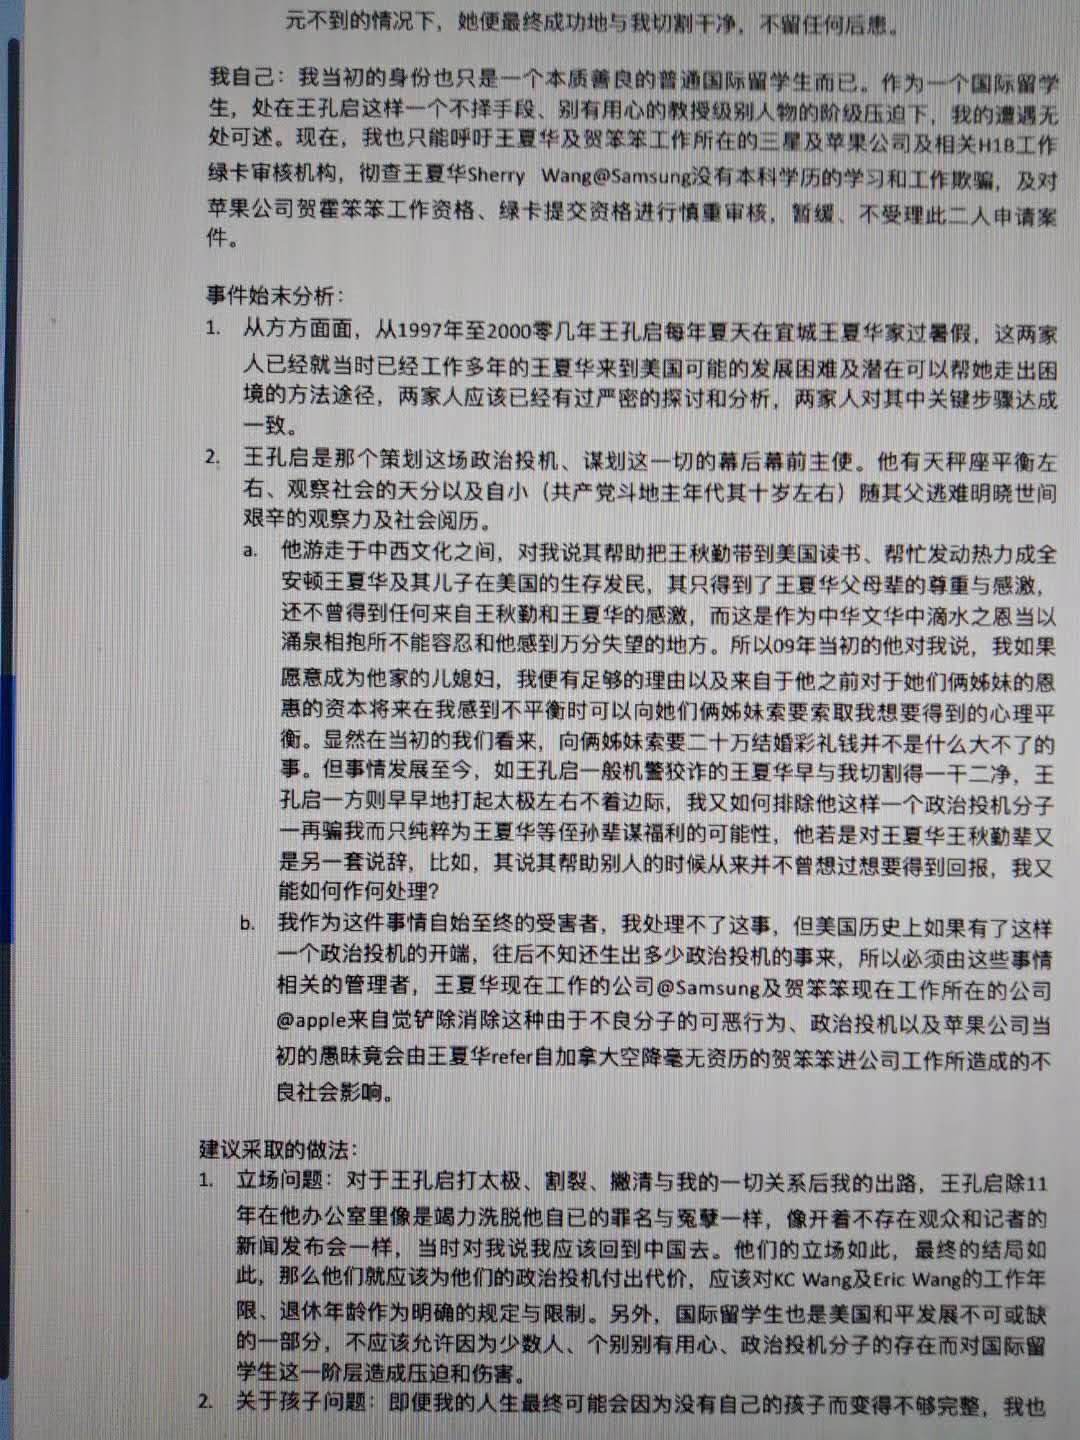 元不到的情况下，她便最终成功地与我切割干净，不留任何后患。
我自己：我当初的身份也只是一个本质善良的普通国际留学生而已。作为一个国际留学
生，处在王孔启这样一个不择手段、别有用心的教授级别人物的阶级压迫下，我的遭遇无
处可述。现在，我也只能呼吁王夏华及贺笨笨工作所在的三星及苹果公司及相关H1B工作
绿卡审核机构，彻查王夏华Sherry Wang@Samsung没有本科学历的学习和工作欺骗，及对
苹果公司贺霍笨笨工作资格、绿卡提交资格进行慎重审核，暂缓、不受理此二人申请案
件。
事件始末分析：
1. 从方方面面，从1997年至2000零几年王孔启每年夏天在宜城王夏华家过暑假，这两家
人已经就当时已经工作多年的王夏华来到美国可能的发展困难及潜在可以帮她走出困
境的方法途径，两家人应该已经有过严密的探讨和分析，两家人对其中关键步骤达成
一致。
2. 王孔启是那个策划这场政治投机、谋划这一切的幕后幕前主使。他有天秤座平衡左
右、观察社会的天分以及自小（共产党斗地主年代其十岁左右）随其父逃难明晓世间
艰辛的观察力及社会阅历。
a. 他游走于中西文化之间，对我说其帮助把王秋勤带到美国读书、帮忙发动热力成全
安顿王夏华及其儿子在美国的生存发民，其只得到了王夏华父母辈的尊重与感激，
还不曾得到任何来自王秋勤和王夏华的感激，而这是作为中华文华中滴水之恩当以
涌泉相抱所不能容忍和他感到万分失望的地方。所以09年当初的他对我说，我如果
愿意成为他家的儿媳妇，我便有足够的理由以及来自于他之前对于她们俩姊妹的恩
惠的资本将来在我感到不平衡时可以向她们俩姊妹索要索取我想要得到的心理平
衡。显然在当初的我们看来，向俩姊妹索要二十万结婚彩礼钱并不是什么大不了的
事。但事情发展至今，如王孔启一般机警狡诈的王夏华早与我切割得一干二净，王
孔启一方则早早地打起太极左右不着边际，我又如何排除他这样一个政治投机分子
一再骗我而只纯粹为王夏华等侄孙辈谋福利的可能性，他若是对王夏华王秋勤辈又
是另一套说辞，比如，其说其帮助别人的时候从来并不曾想过想要得到回报，我又
能如何作何处理？
b. 我作为这件事情自始至终的受害者，我处理不了这事，但美国历史上如果有了这样
一个政治投机的开端，往后不知还生出多少政治投机的事来，所以必须由这些事情
相关的管理者，王夏华现在工作的公司@Samsung及贺笨笨现在工作所在的公司
@apple来自觉铲除消除这种由于不良分子的可恶行为、政治投机以及苹果公司当
初的愚昧竟会由王夏华refer自加拿大空降毫无资历的贺笨笨进公司工作所造成的不
良社会影响。
建议采取的做法：
1. 立场问题：对于王孔启打太极、割裂、撇清与我的一切关系后我的出路，王孔启除11
年在他办公室里像是竭力洗脱他自已的罪名与冤孽一样，像开着不存在观众和记者的
新闻发布会一样，当时对我说我应该回到中国去。他们的立场如此，最终的结局如
此，那么他们就应该为他们的政治投机付出代价，应该对KC Wang及Eric Wang的工作年
限、退休年龄作为明确的规定与限制。另外，国际留学生也是美国和平发展不可或缺
的一部分，不应该允许因为少数人、个别别有用心、政治投机分子的存在而对国际留
学生这一阶层造成压迫和伤害。
2. 关于孩子问题：即便我的人生最终可能会因为没有自己的孩子而变得不够完整，我也